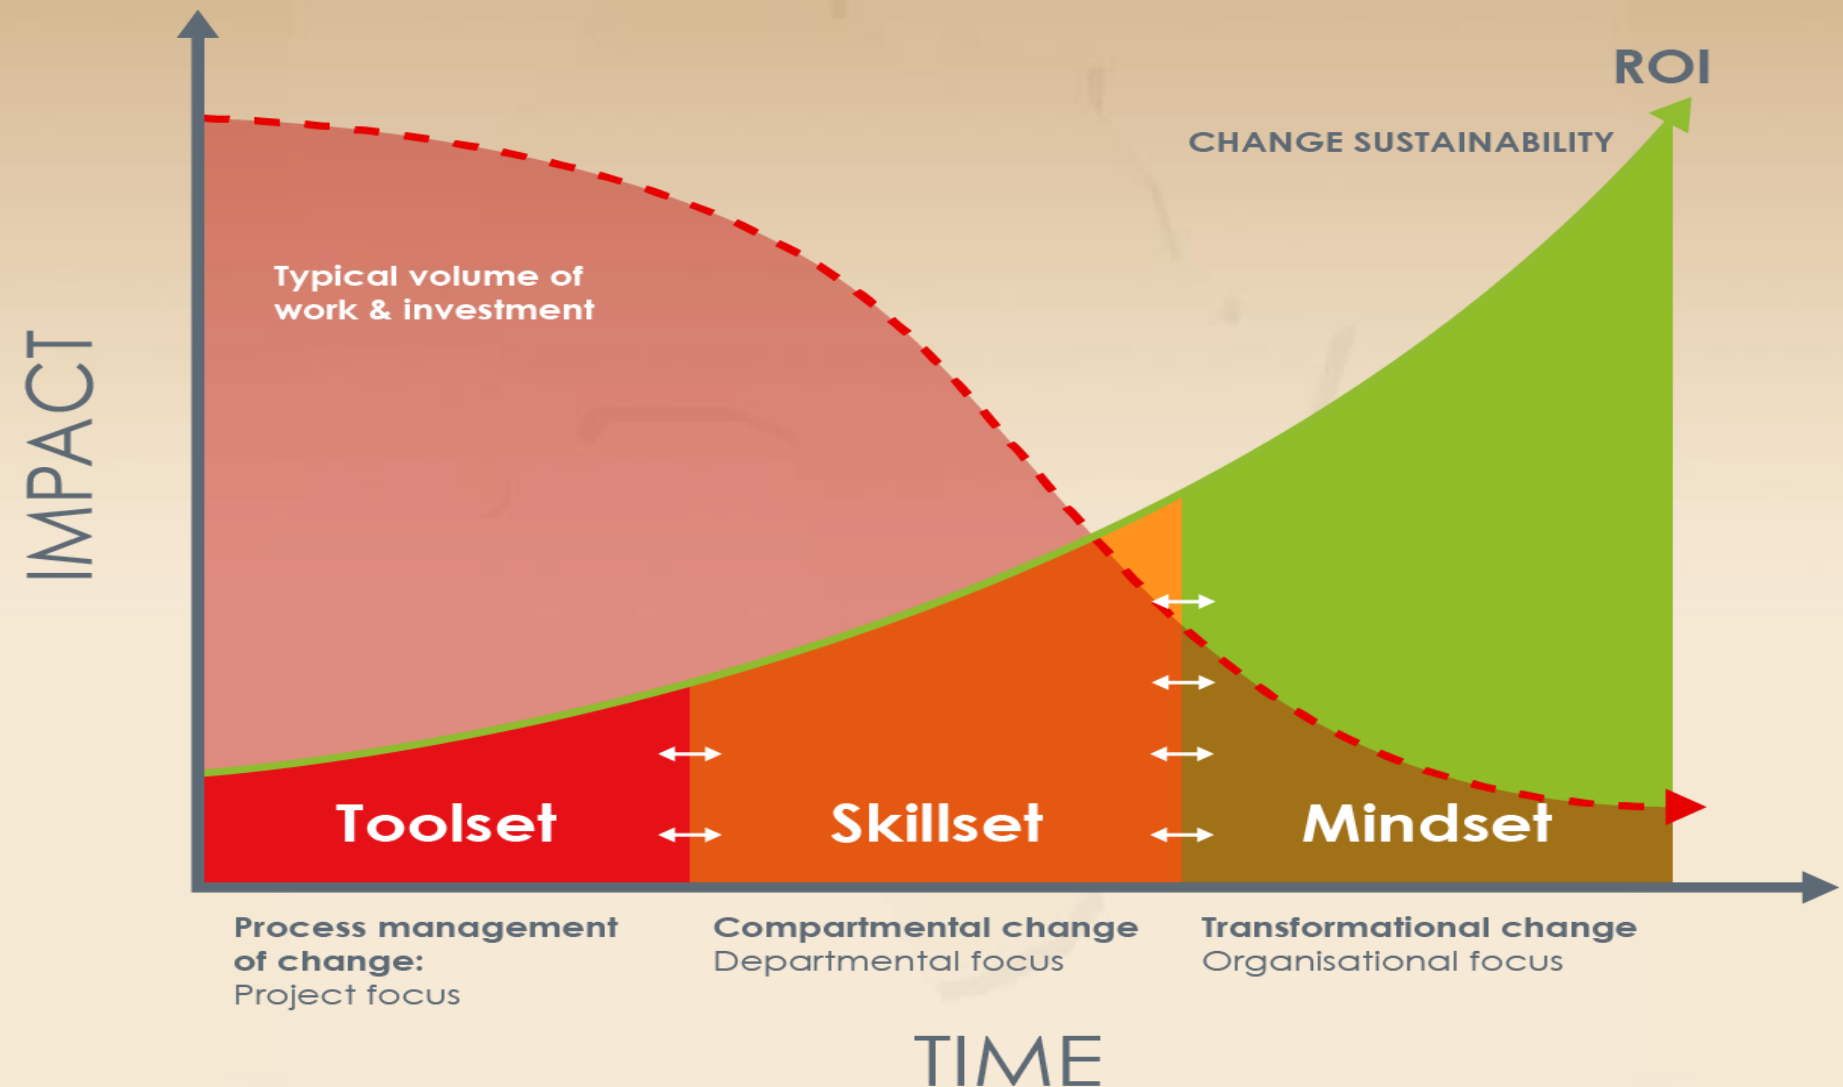 ROI
CHANGE SUSTAINABILITY
Typical volume of
work & investment
IMPACT
Toolset
Skillset
Mindset
Process management
of change:
Project focus
Compartmental change
Departmental focus
Transformational change
Organisational focus
TIME